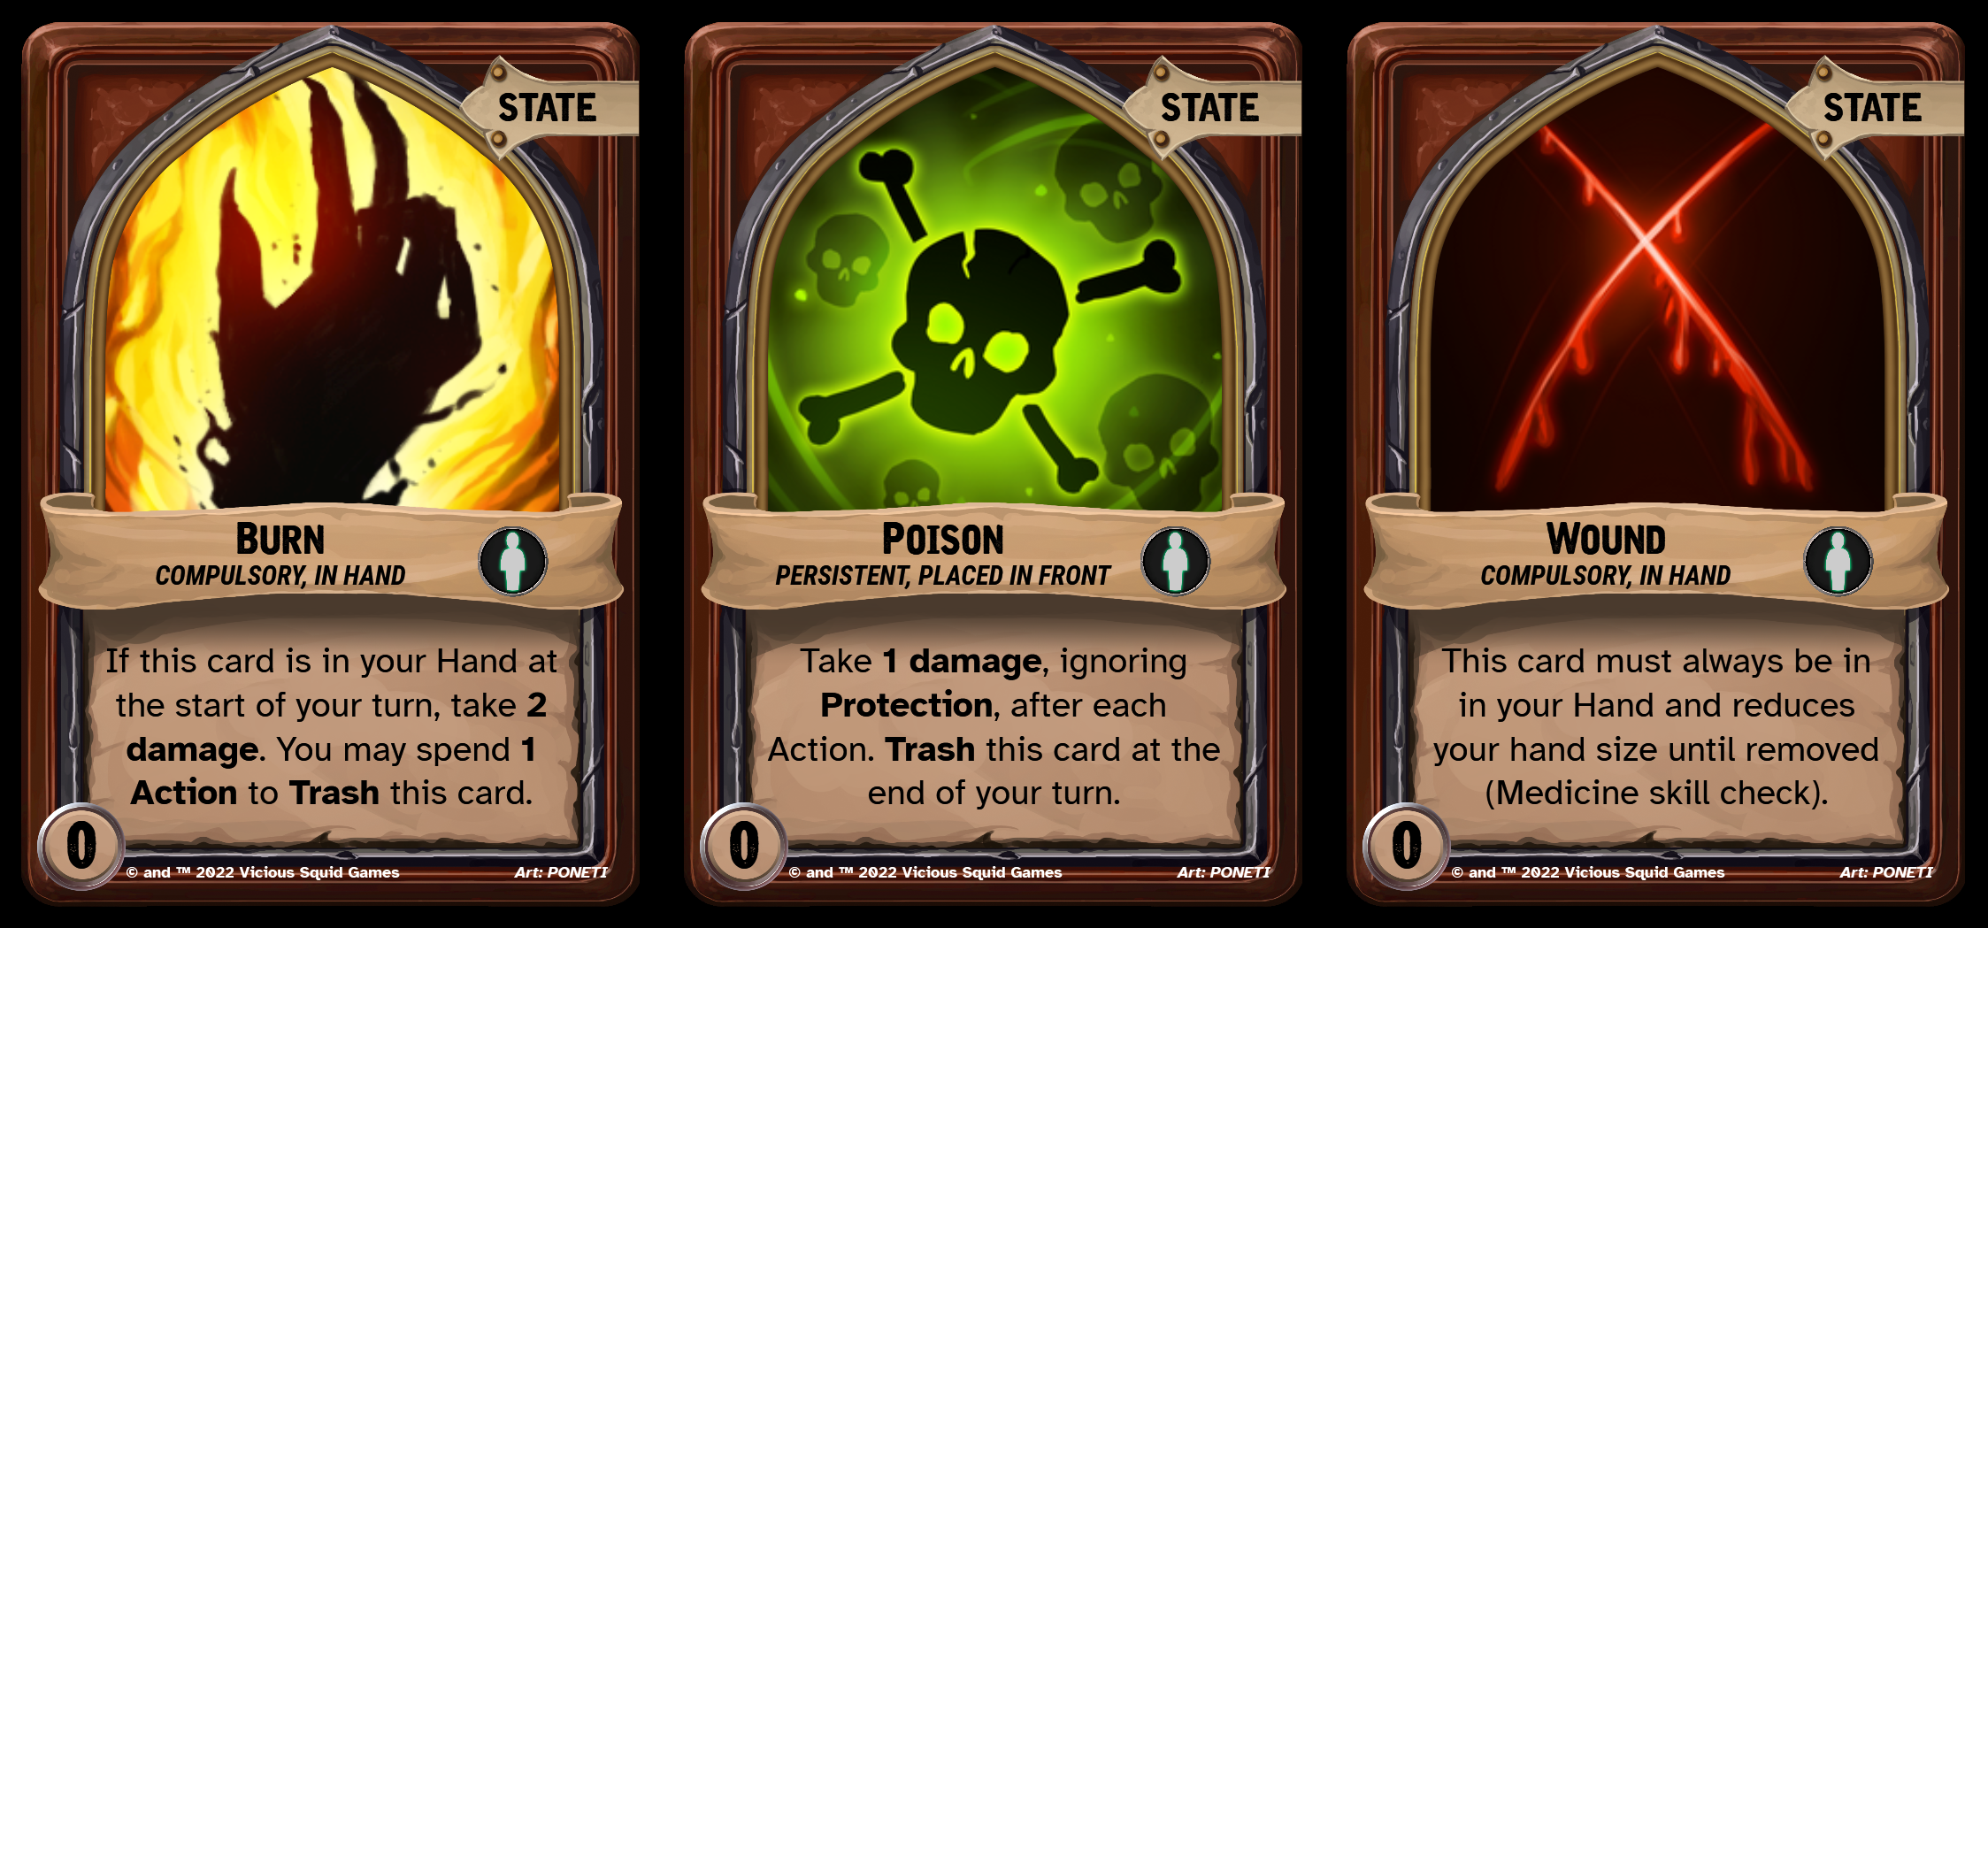 STATE
BURN
COMPULSORY, IN HAND
If this card is in your Hand at
the start of your turn, take 2
damage. You may spend 1
Action to Trash this card.
0
© and ™ 2022 Vicious Squid Games
Art: PONETI
STATE
POISON
PERSISTENT, PLACED IN FRONT
Take 1 damage, ignoring
Protection, after each
Action. Trash this card at the
end of your turn.
0
© and ™ 2022 Vicious Squid Games
Art: PONETI
STATE
WOUND
COMPULSORY, IN HAND
This card must always be in
in your Hand and reduces
your hand size until removed
(Medicine skill check).
0
© and ™ 2022 Vicious Squid Games
Art: PONETI